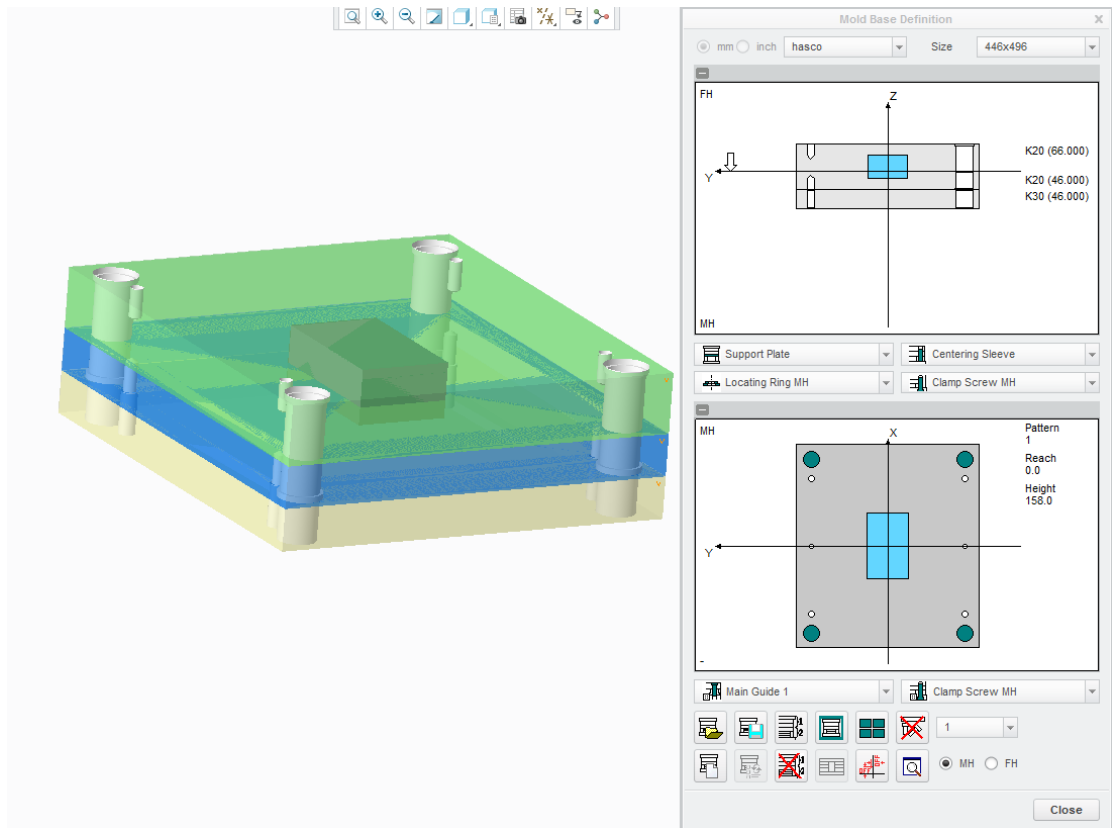 Mold Base Definition
mm inch hasco Size 446x496
FH
Z
K20 (66.000)
Y
K20 (46.000)
K30 (46.000)
MH
Support Plate Centering Sleeve
Locating Ring MH Clamp Screw MH
MH
X
Pattern
1
Reach
0.0
Height
158.0
Y
-
Main Guide 1 Clamp Screw MH
1
MH FH
Close